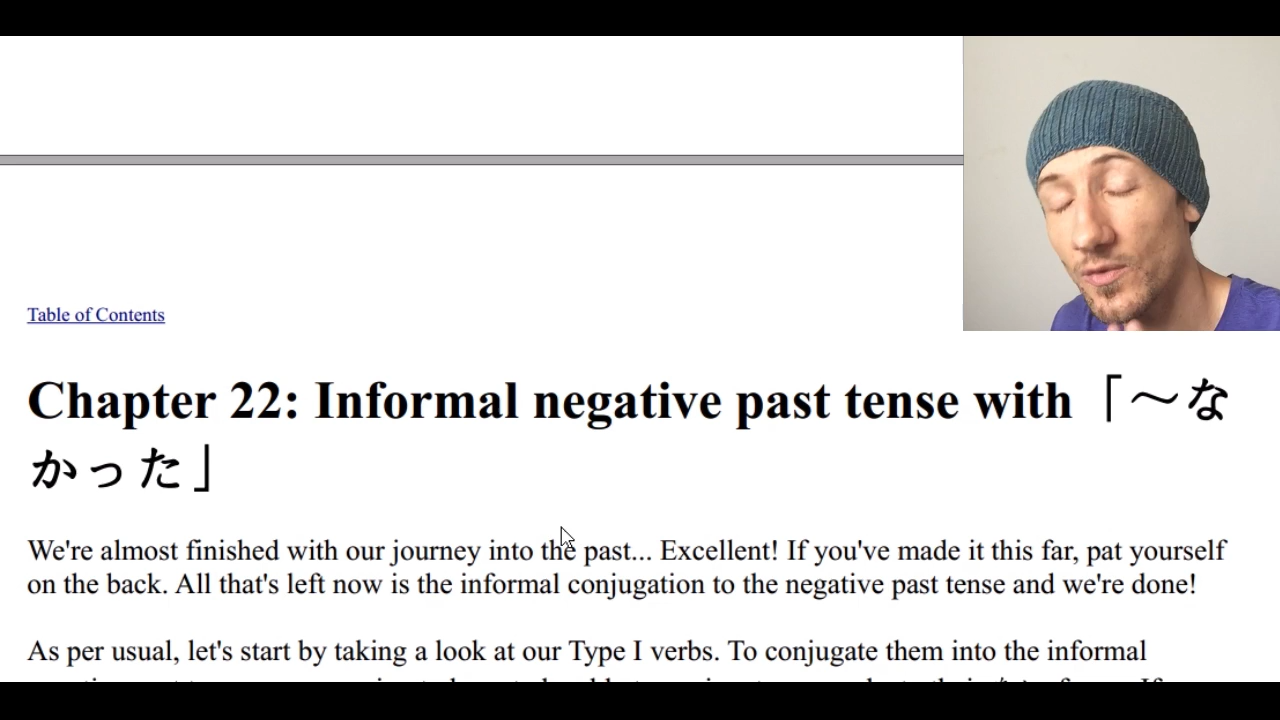 Table of Contents
Chapter 22: Informal negative past tense with「～な
かった」
We're almost finished with our journey into the past... Excellent! If you've made it this far, pat yourself
on the back. All that's left now is the informal conjugation to the negative past tense and we're done!
As per usual, let's start by taking a look at our Type I verbs. To conjugate them into the informal